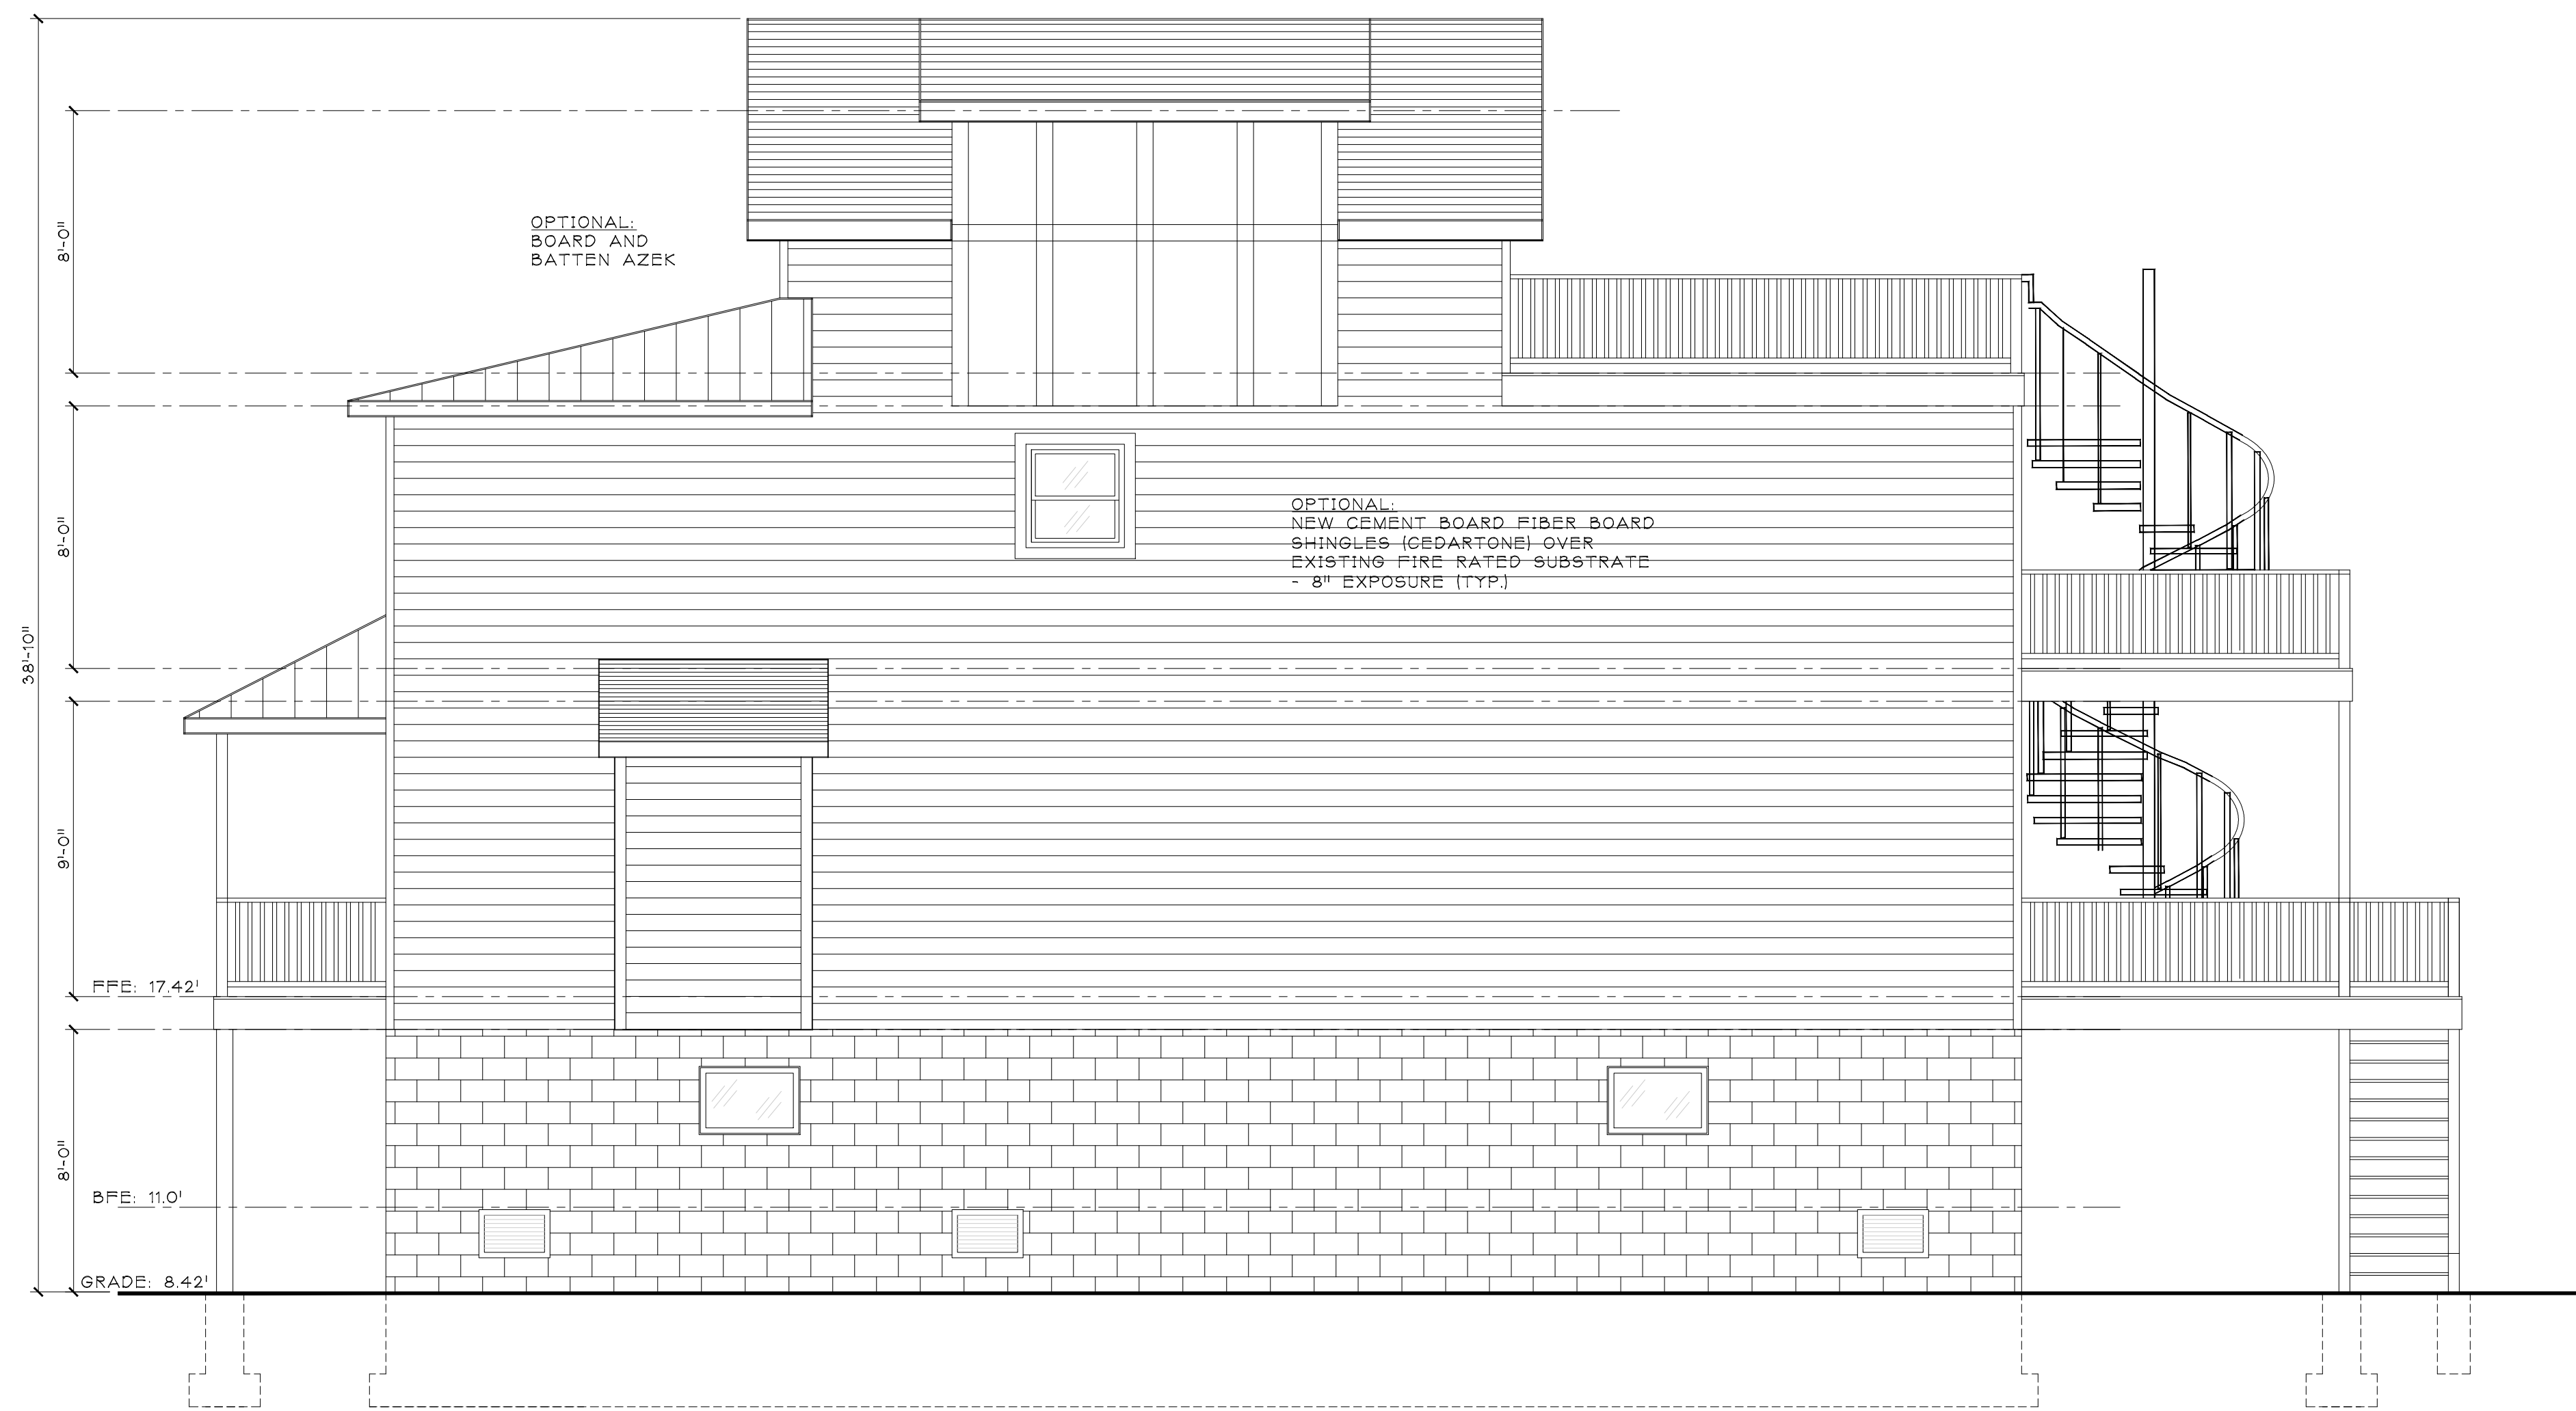 OPTIONAL:
BOARD AND
BATTEN AZEK
8'-0"
OPTIONAL:
NEW CEMENT BOARD FIBER BOARD
SHINGLES (CEDARTONE) OVER
EXISTING FIRE RATED SUBSTRATE
- 8" EXPOSURE (TYP.)
8'-0"
38'-10"
9'-0"
FFE: 17.42'
8'-0"
BFE: 11.0'
GRADE: 8.42'